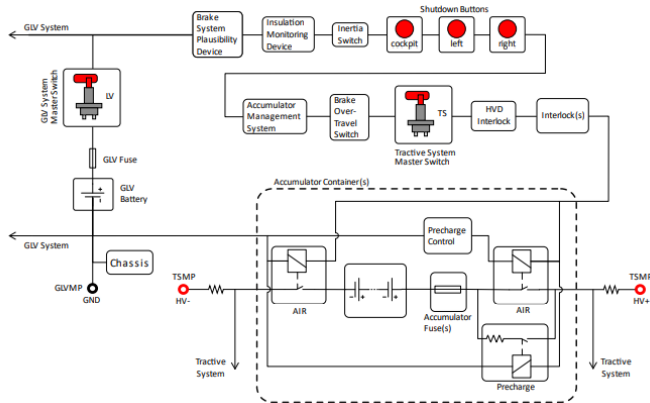 GLV System
Brake
System
Plausibility
Device
Insulation
Monitoring
Device
Inertia
Switch
Shutdown Buttons
cockpit
left
right
GLV System
Master Switch
LV
Accumulator
Management
System
Brake
Over-
Travel
Switch
TS
Tractive System
Master Switch
HVD
Interlock
Interlock(s)
GLV Fuse
GLV
Battery
Accumulator Container(s)
GLV System
Precharge
Control
Chassis
GLVMP
GND
TSMP
HV-
AIR
Accumulator
Fuse(s)
AIR
TSMP
HV+
Tractive
System
Precharge
Tractive
System